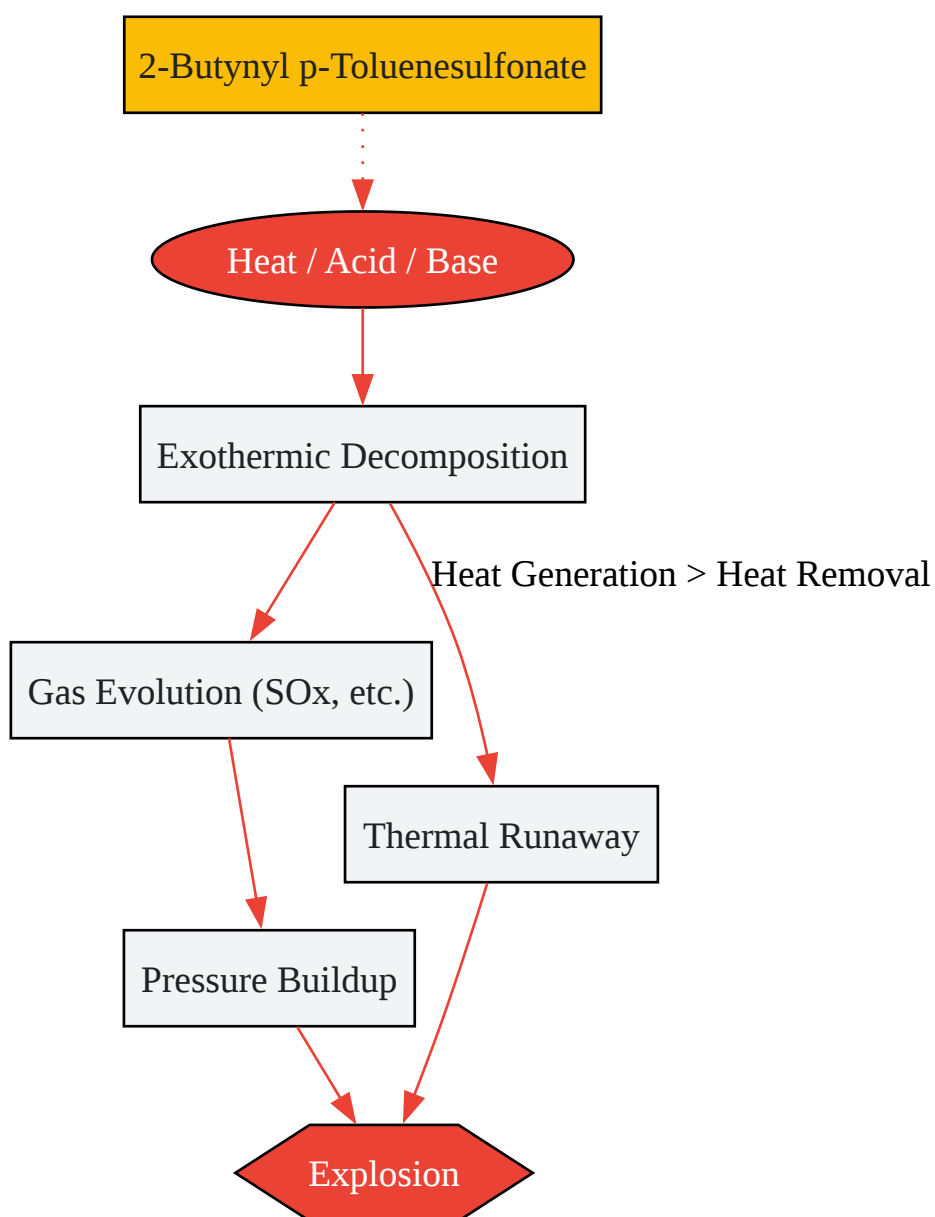 2-Butynyl p-Toluenesulfonate
Heat / Acid / Base
Exothermic Decomposition
Heat Generation > Heat Removal
Gas Evolution (SOx, etc.)
Thermal Runaway
Pressure Buildup
Explosion